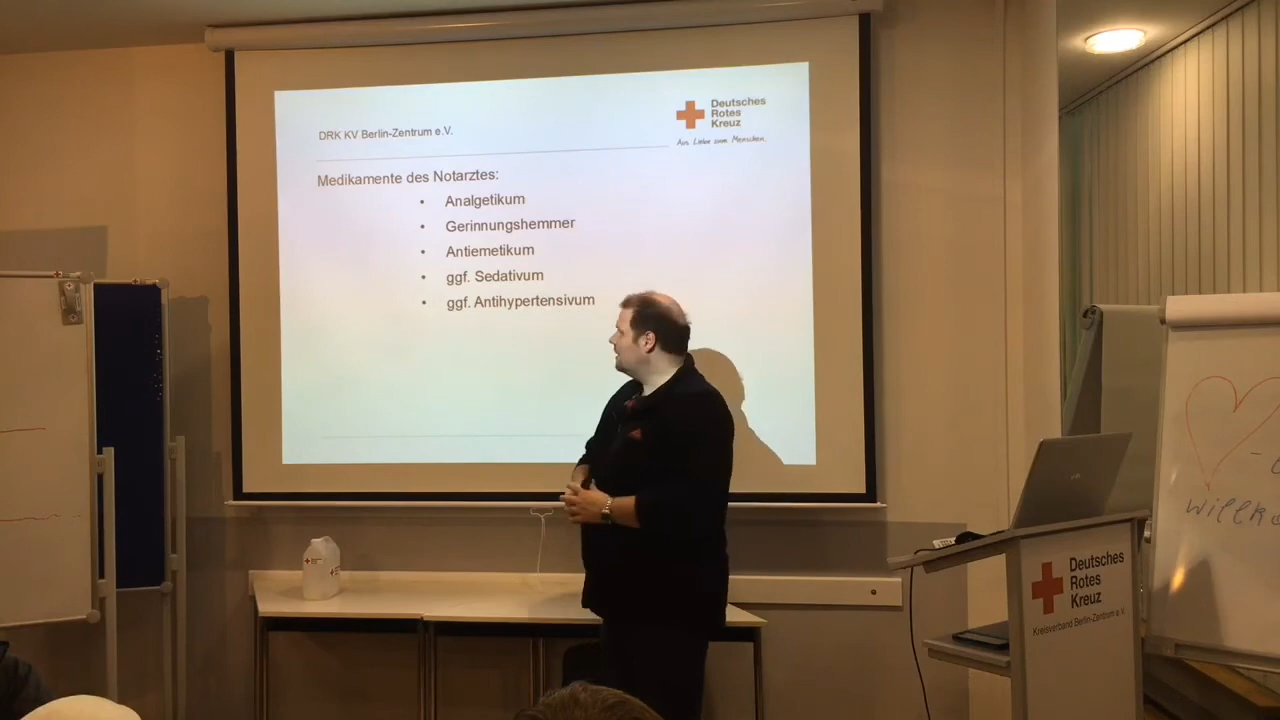 DRK KV Berlin-Zentrum e.V.
Deutsches
Rotes
Kreuz
Aus Liebe zum Menschen.
Medikamente des Notarztes:
• Analgetikum
• Gerinnungshemmer
• Antiemetikum
• ggf. Sedativum
• ggf. Antihypertensivum
Deutsches
Rotes
Kreuz
Kreisverband Berlin-Zentrum e.V.